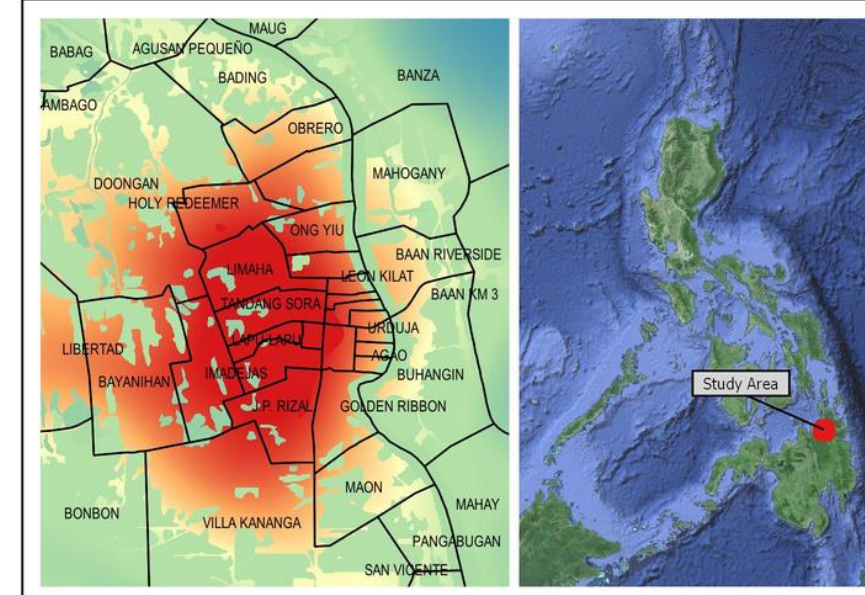 MAUG
BABAG
AGUSAN PEQUEÑO
BADING
BANZA
AMBAGO
OBRERO
MAHOGANY
DOONGAN
HOLY REDEEMER
ONG YIU
BAAN RIVERSIDE
LIMAHA
LEON KILAT
BAAN KM 3
TANDANG SORA
URDUJA
LAPU-LAPU
LIBERTAD
AGAO
BAYANIHAN
IMADEJAS
BUHANGIN
J.P. RIZAL
GOLDEN RIBBON
MAON
MAHAY
BONBON
VILLA KANANGA
PANGABUGAN
SAN VICENTE
Study Area